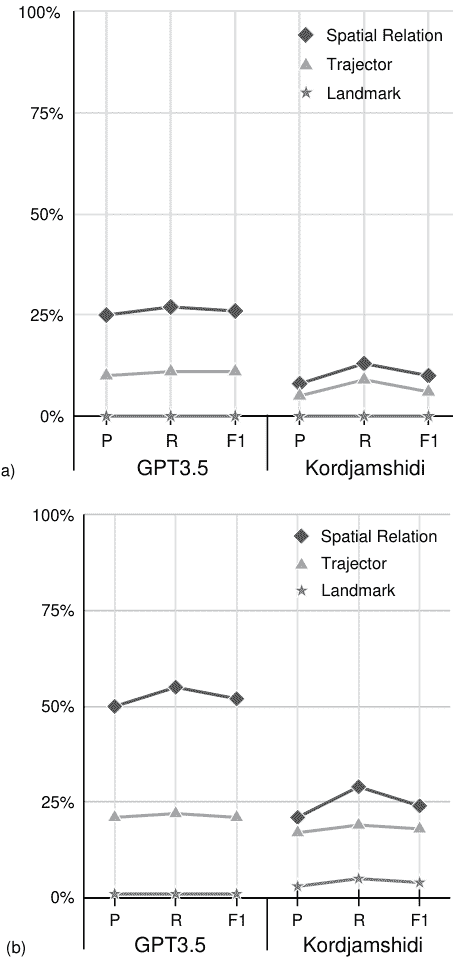 100%
Spatial Relation
Trajector
Landmark
75%
50%
25%
0%
P R F1 P R F1
a) GPT3.5 Kordjamshidi
100%
Spatial Relation
Trajector
Landmark
75%
50%
25%
0%
P R F1 P R F1
(b) GPT3.5 Kordjamshidi